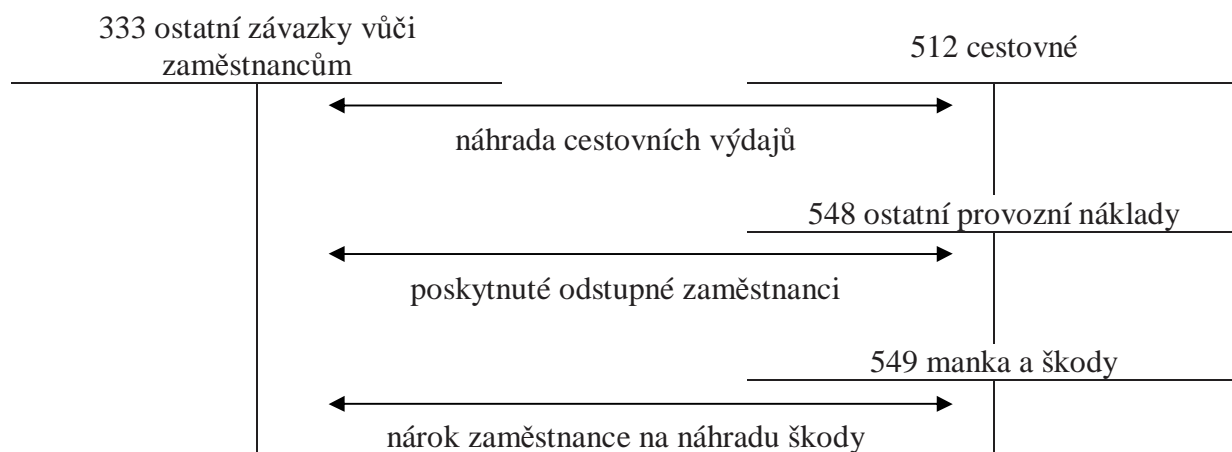 333 ostatní závazky vůči
zaměstnancům
512 cestovné
náhrada cestovních výdajů
548 ostatní provozní náklady
poskytnuté odstupné zaměstnanci
549 manka a škody
nárok zaměstnance na náhradu škody